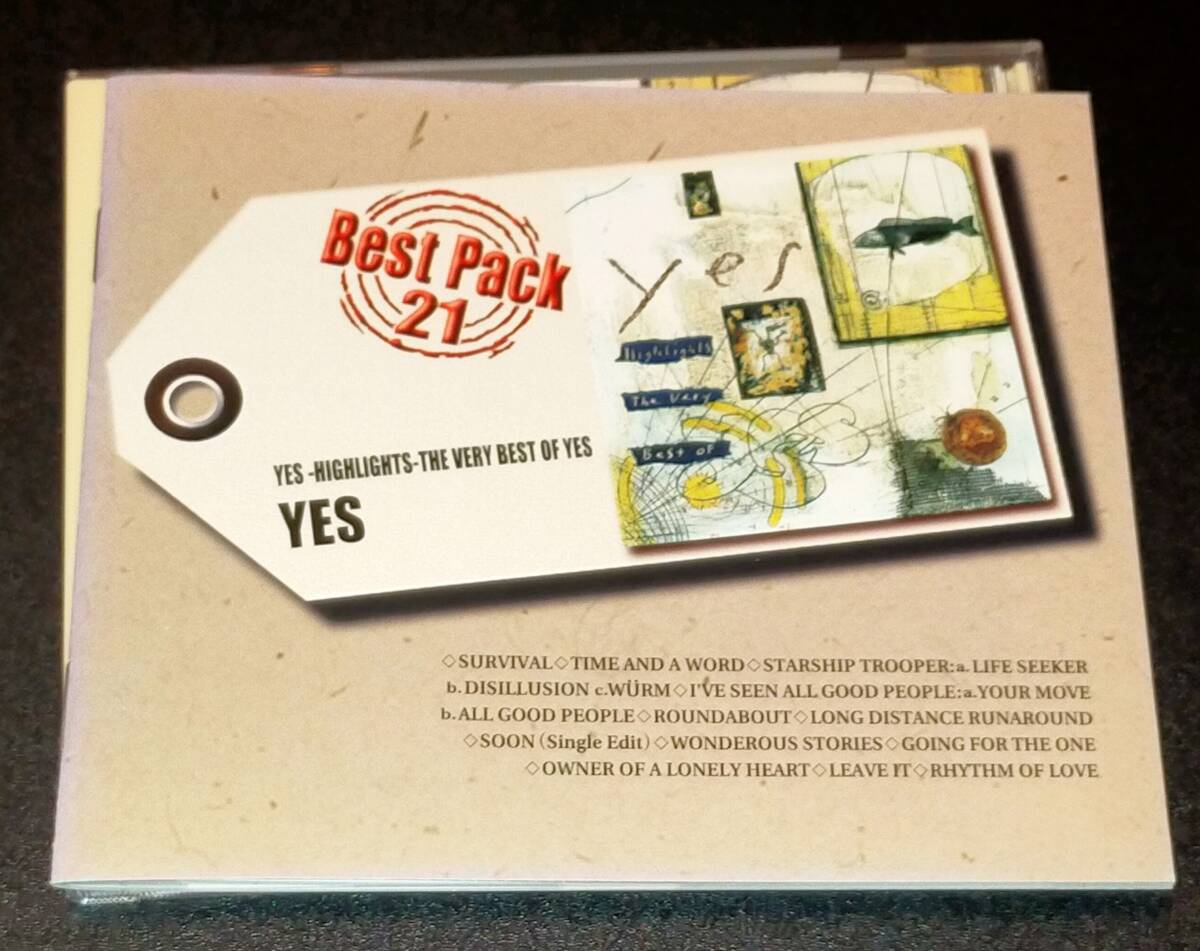 Best Pack
21
yes
Highlights
The Very
Best of
YES -HIGHLIGHTS-THE VERY BEST OF YES
YES
◇SURVIVAL◇TIME AND A WORD◇STARSHIP TROOPER:a. LIFE SEEKER
b. DISILLUSION c.WÜRM◇I'VE SEEN ALL GOOD PEOPLE:a.YOUR MOVE
b. ALL GOOD PEOPLE◇ROUNDABOUT◇LONG DISTANCE RUNAROUND
◇SOON (Single Edit)◇WONDEROUS STORIES◇GOING FOR THE ONE
◇OWNER OF A LONELY HEART◇LEAVE IT◇RHYTHM OF LOVE